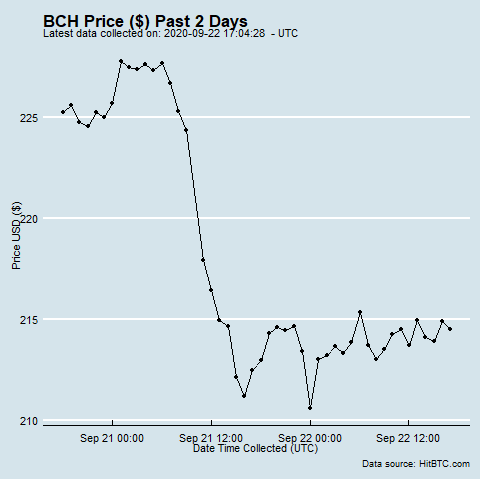 BCH Price ($) Past 2 Days
Latest data collected on: 2020-09-22 17:04:28 - UTC
225
220
215
210
Price USD ($)
Sep 21 00:00 Sep 21 12:00 Sep 22 00:00 Sep 22 12:00
Date Time Collected (UTC)
Data source: HitBTC.com